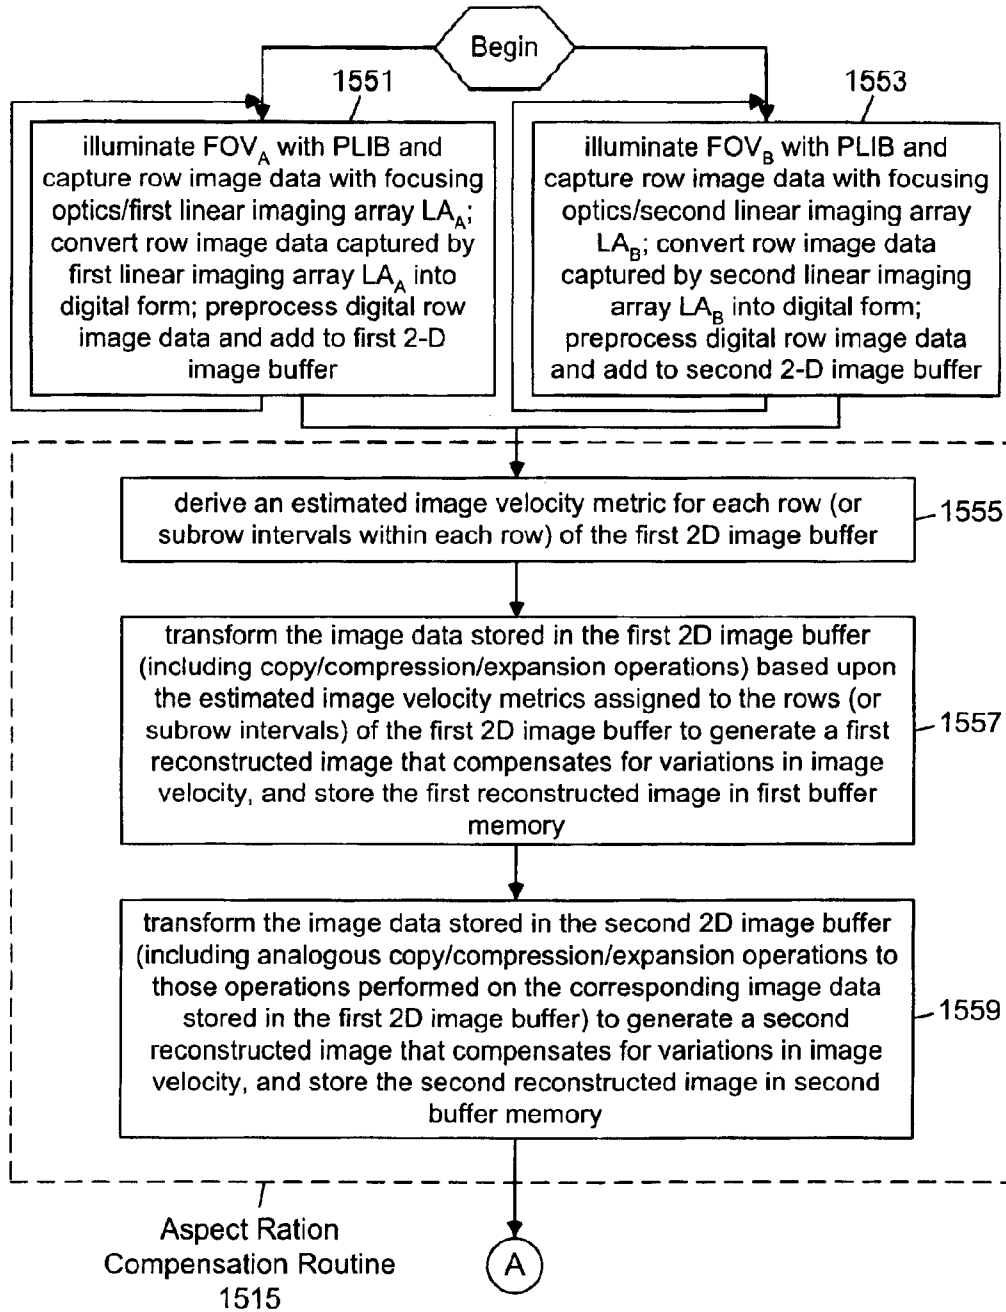 Begin
1551
illuminate FOVA with PLIB and
capture row image data with focusing
optics/first linear imaging array LAA;
convert row image data captured by
first linear imaging array LAA into
digital form; preprocess digital row
image data and add to first 2-D
image buffer
1553
illuminate FOVB with PLIB and
capture row image data with focusing
optics/second linear imaging array
LAB; convert row image data
captured by second linear imaging
array LAB into digital form;
preprocess digital row image data
and add to second 2-D image buffer
derive an estimated image velocity metric for each row (or
subrow intervals within each row) of the first 2D image buffer
1555
transform the image data stored in the first 2D image buffer
(including copy/compression/expansion operations) based upon
the estimated image velocity metrics assigned to the rows (or
subrow intervals) of the first 2D image buffer to generate a first
reconstructed image that compensates for variations in image
velocity, and store the first reconstructed image in first buffer
memory
1557
transform the image data stored in the second 2D image buffer
(including analogous copy/compression/expansion operations to
those operations performed on the corresponding image data
stored in the first 2D image buffer) to generate a second
reconstructed image that compensates for variations in image
velocity, and store the second reconstructed image in second
buffer memory
1559
Aspect Ration
Compensation Routine
1515
A